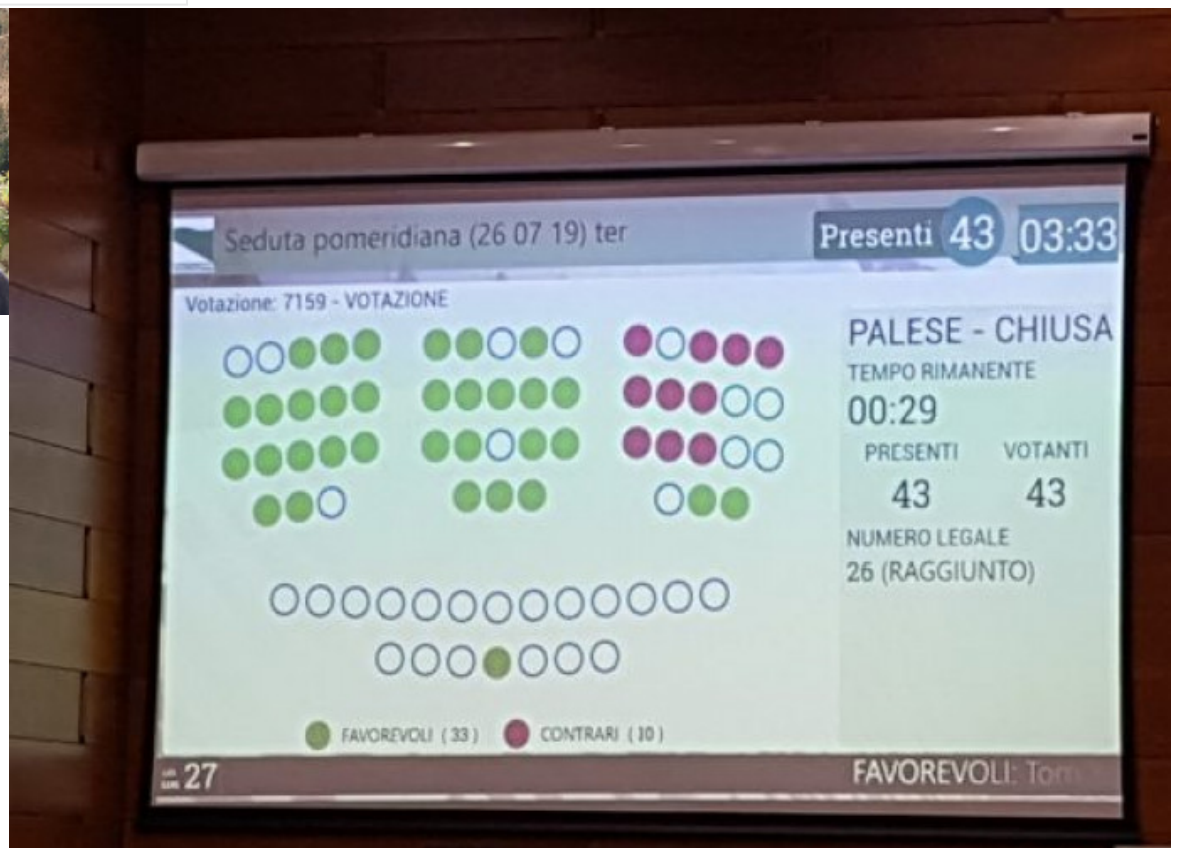 Seduta pomeridiana (26 07 19) ter
Presenti 43 03:33
Votazione: 7159 - VOTAZIONE
PALESE - CHIUSA
TEMPO RIMANENTE
00:29
PRESENTI VOTANTI
43 43
NUMERO LEGALE
26 (RAGGIUNTO)
FAVOREVOLI ( 33 ) CONTRARI ( 10 )
27 FAVOREVOLI: Tom